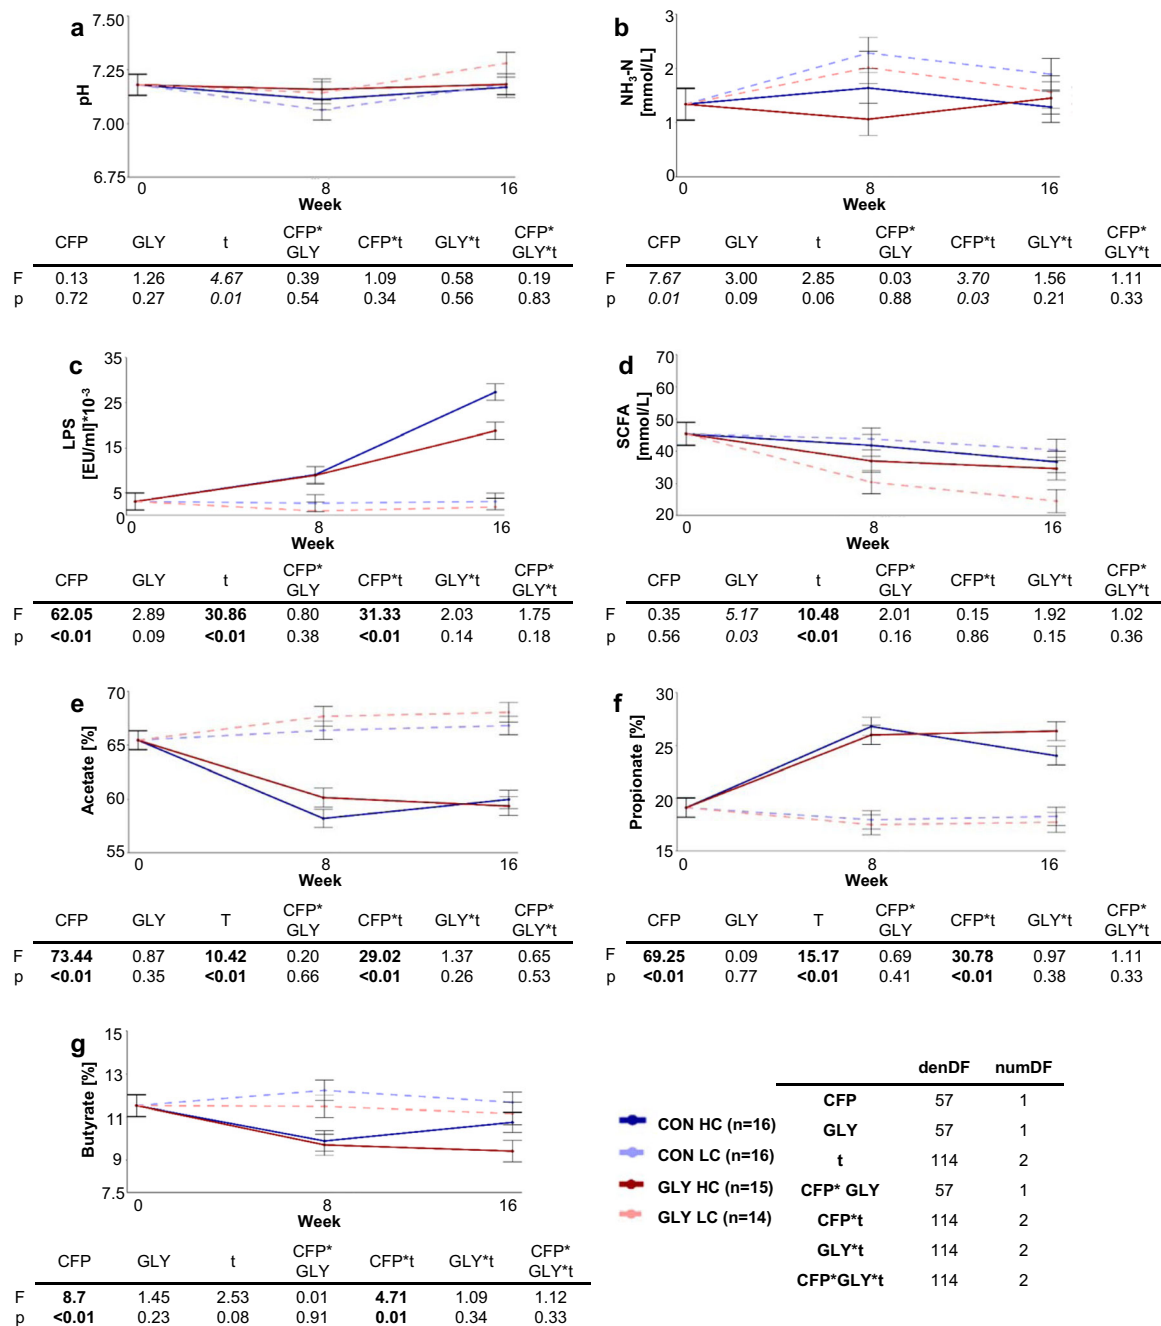 a
7.50
7.25
7.00
6.75
pH
0 8 16
Week
CFP GLY t CFP* GLY CFP*t GLY*t CFP* GLY*t
F 0.13 1.26 4.67 0.39 1.09 0.58 0.19
p 0.72 0.27 0.01 0.54 0.34 0.56 0.83
b
3
2
1
0
NH₃-N
[mmol/L]
0 8 16
Week
CFP GLY t CFP* GLY CFP*t GLY*t CFP* GLY*t
F 7.67 3.00 2.85 0.03 3.70 1.56 1.11
p 0.01 0.09 0.06 0.88 0.03 0.21 0.33
c
35
25
15
5
0
LPS
[EU/ml]*10⁻³
0 8 16
Week
CFP GLY t CFP* GLY CFP*t GLY*t CFP* GLY*t
F 62.05 2.89 30.86 0.80 31.33 2.03 1.75
p <0.01 0.09 <0.01 0.38 <0.01 0.14 0.18
d
70
60
50
40
30
20
SCFA
[mmol/L]
0 8 16
Week
CFP GLY t CFP* GLY CFP*t GLY*t CFP* GLY*t
F 0.35 5.17 10.48 2.01 0.15 1.92 1.02
p 0.56 0.03 <0.01 0.16 0.86 0.15 0.36
e
70
65
60
55
Acetate [%]
0 8 16
Week
CFP GLY T CFP* GLY CFP*t GLY*t CFP* GLY*t
F 73.44 0.87 10.42 0.20 29.02 1.37 0.65
p <0.01 0.35 <0.01 0.66 <0.01 0.26 0.53
f
30
25
20
15
Propionate [%]
0 8 16
Week
CFP GLY T CFP* GLY CFP*t GLY*t CFP* GLY*t
F 69.25 0.09 15.17 0.69 30.78 0.97 1.11
p <0.01 0.77 <0.01 0.41 <0.01 0.38 0.33
g
15
13
11
9
7.5
Butyrate [%]
0 8 16
Week
CFP GLY t CFP* GLY CFP*t GLY*t CFP* GLY*t
F 8.7 1.45 2.53 0.01 4.71 1.09 1.12
p <0.01 0.23 0.08 0.91 0.01 0.34 0.33
CON HC (n=16)
CON LC (n=16)
GLY HC (n=15)
GLY LC (n=14)
denDF numDF
CFP 57 1
GLY 57 1
t 114 2
CFP* GLY 57 1
CFP*t 114 2
GLY*t 114 2
CFP*GLY*t 114 2